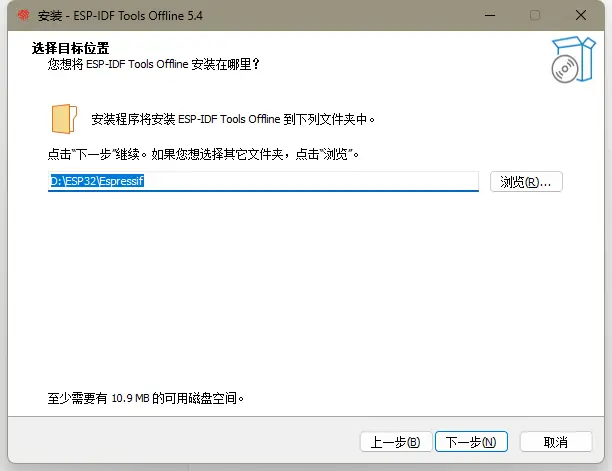 安装 - ESP-IDF Tools Offline 5.4
选择目标位置
您想将 ESP-IDF Tools Offline 安装在哪里？
安装程序将安装 ESP-IDF Tools Offline 到下列文件夹中。
点击“下一步”继续。如果您想选择其它文件夹，点击“浏览”。
D:\ESP32\Espressif
浏览(R)...
至少需要有 10.9 MB 的可用磁盘空间。
上一步(B) 下一步(N) 取消